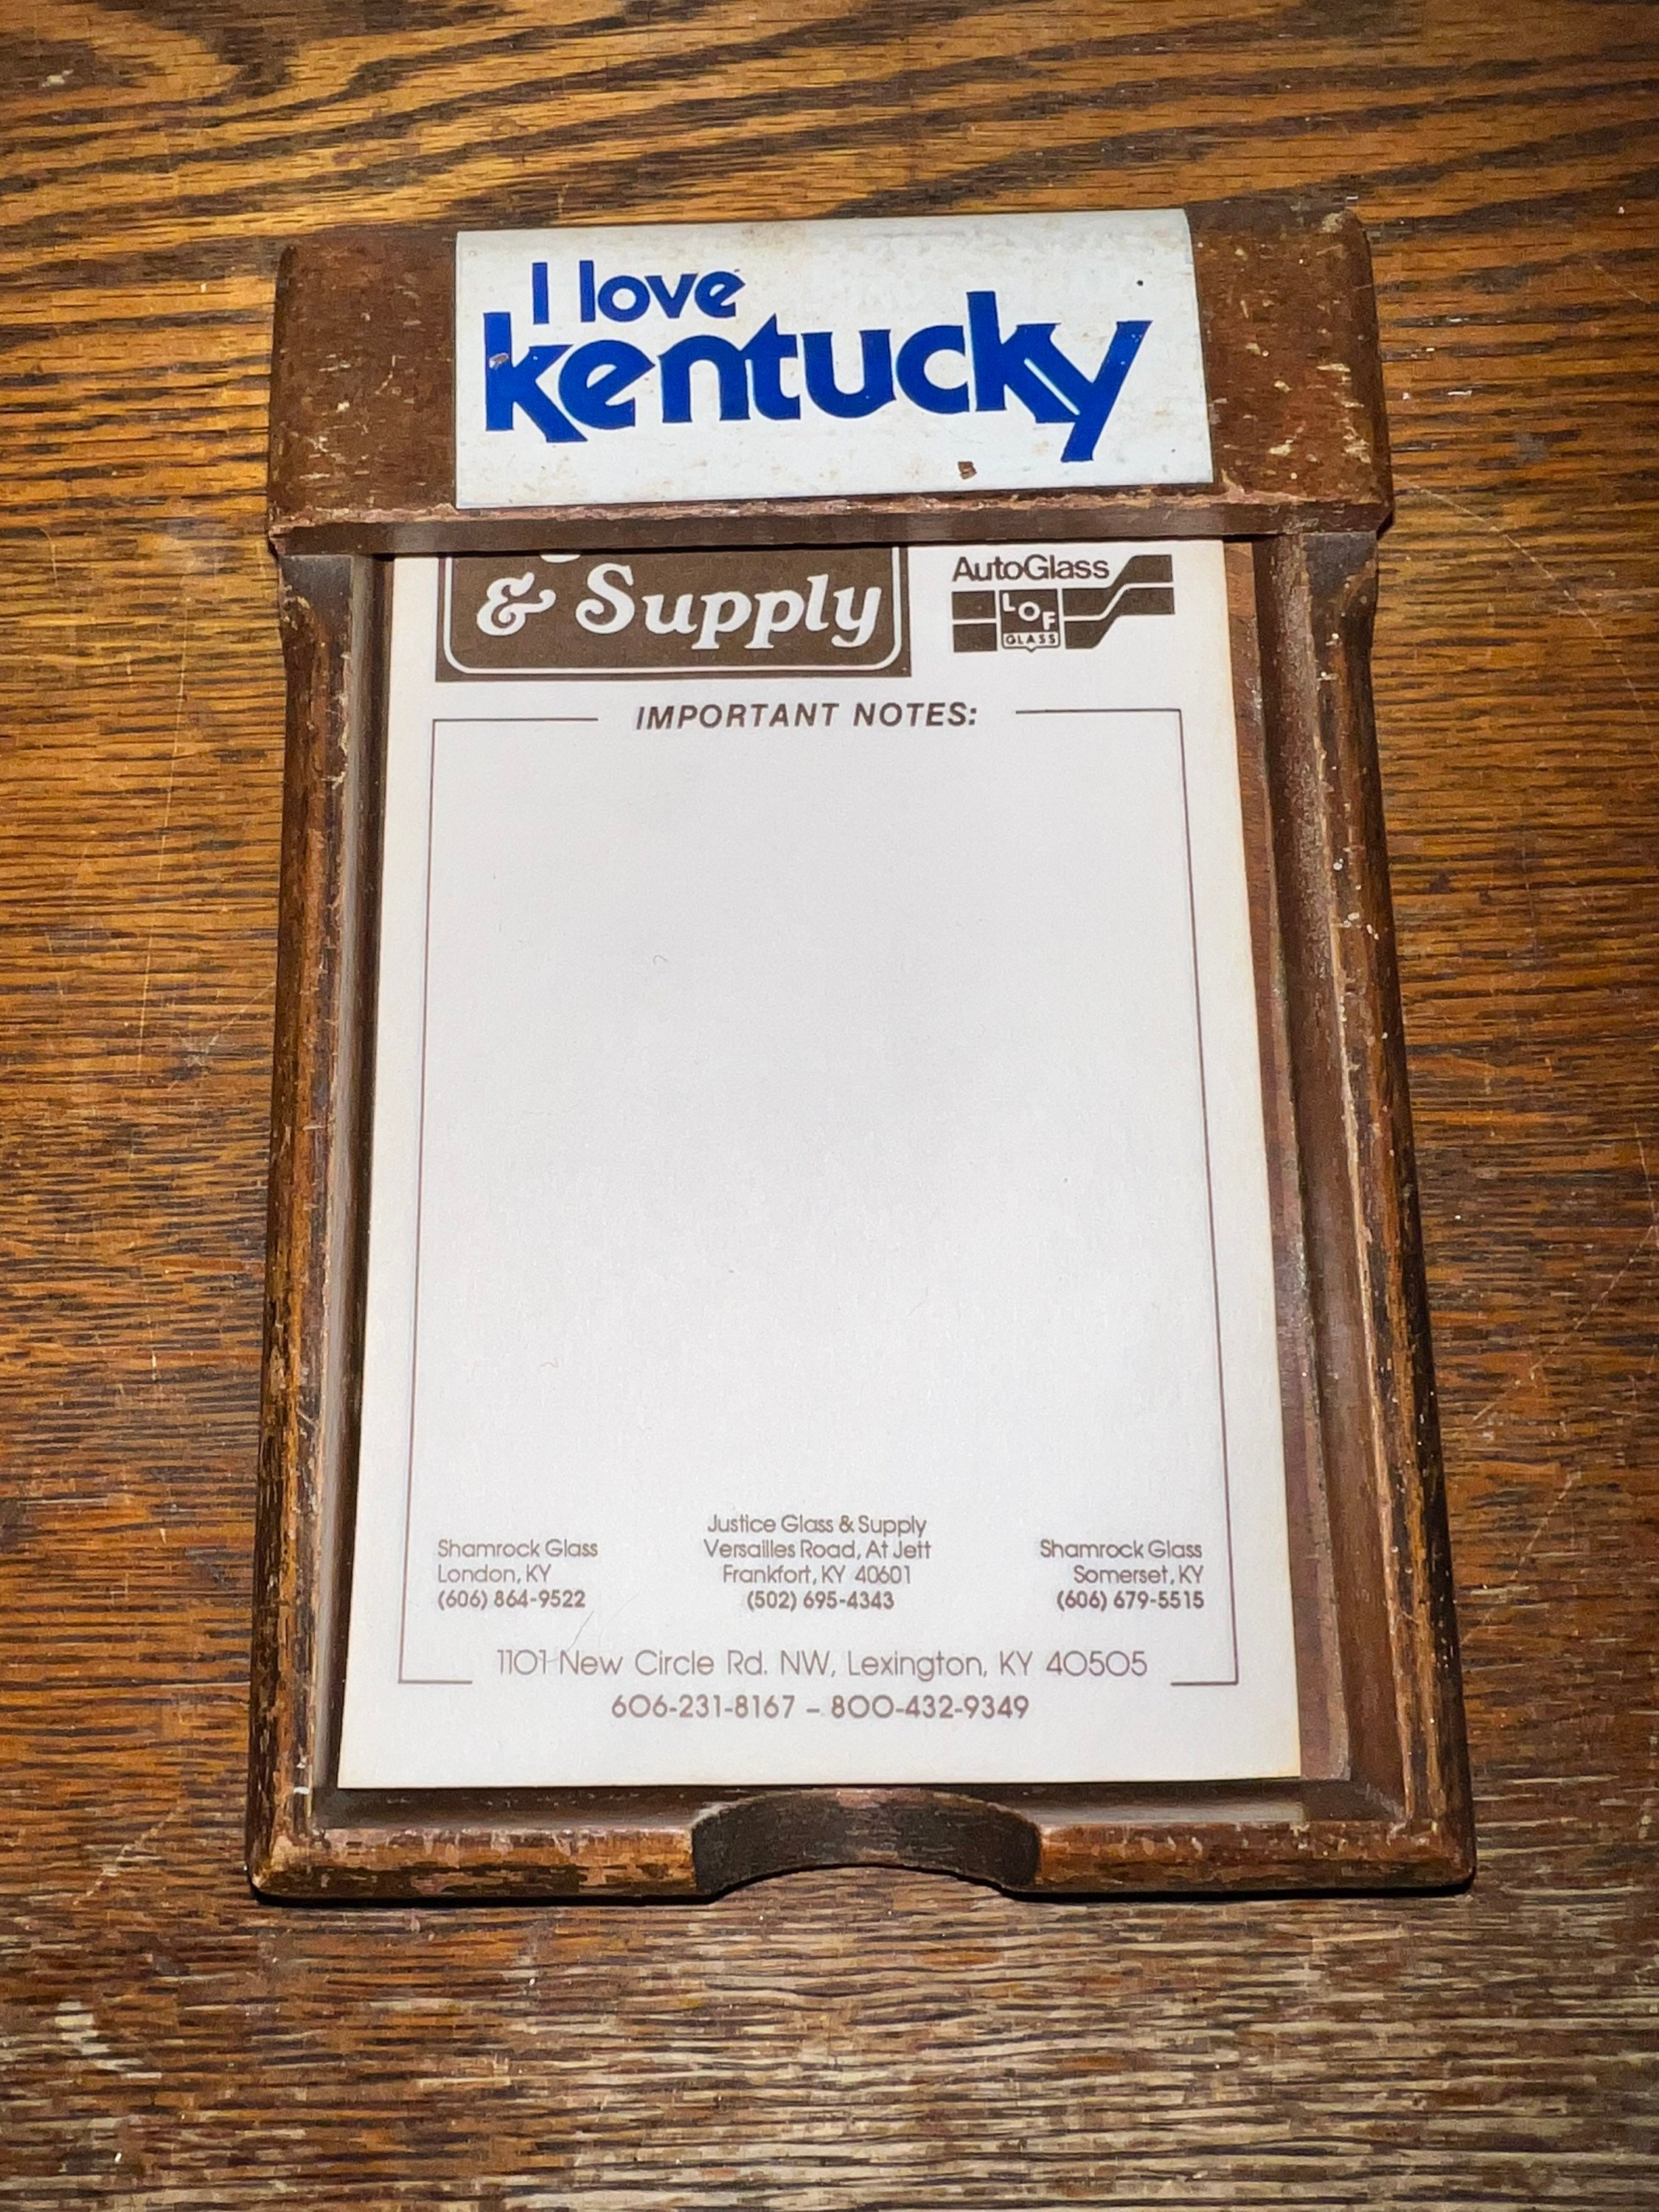 I love
kentucky
& Supply
AutoGlass
LOF
GLASS
IMPORTANT NOTES:
Shamrock Glass
London, KY
(606) 864-9522
Justice Glass & Supply
Versailles Road, At Jett
Frankfort, KY 40601
(502) 695-4343
Shamrock Glass
Somerset, KY
(606) 679-5515
1101 New Circle Rd. NW, Lexington, KY 40505
606-231-8167 – 800-432-9349